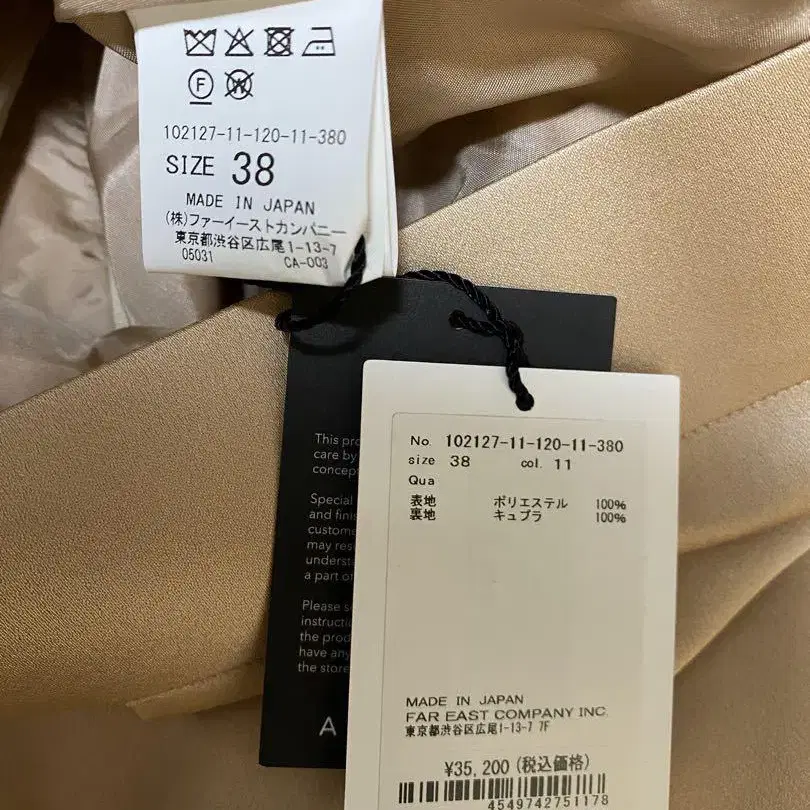 F
W
102127-11-120-11-380
SIZE 38
MADE IN JAPAN
(株)ファーイーストカンパニー
東京都渋谷区広尾1-13-7
05031 CA-003
This
care by
concep
Special
and finis
custome
may res
underst
a part of
Please s
instructi
the prod
have any
the store
A
No. 102127-11-120-11-380
size 38 col. 11
Qua
表地 ポリエステル 100%
裏地 キュプラ 100%
MADE IN JAPAN
FAR EAST COMPANY INC.
東京都渋谷区広尾1-13-7 7F
¥35,200(税込価格)
4549742751178